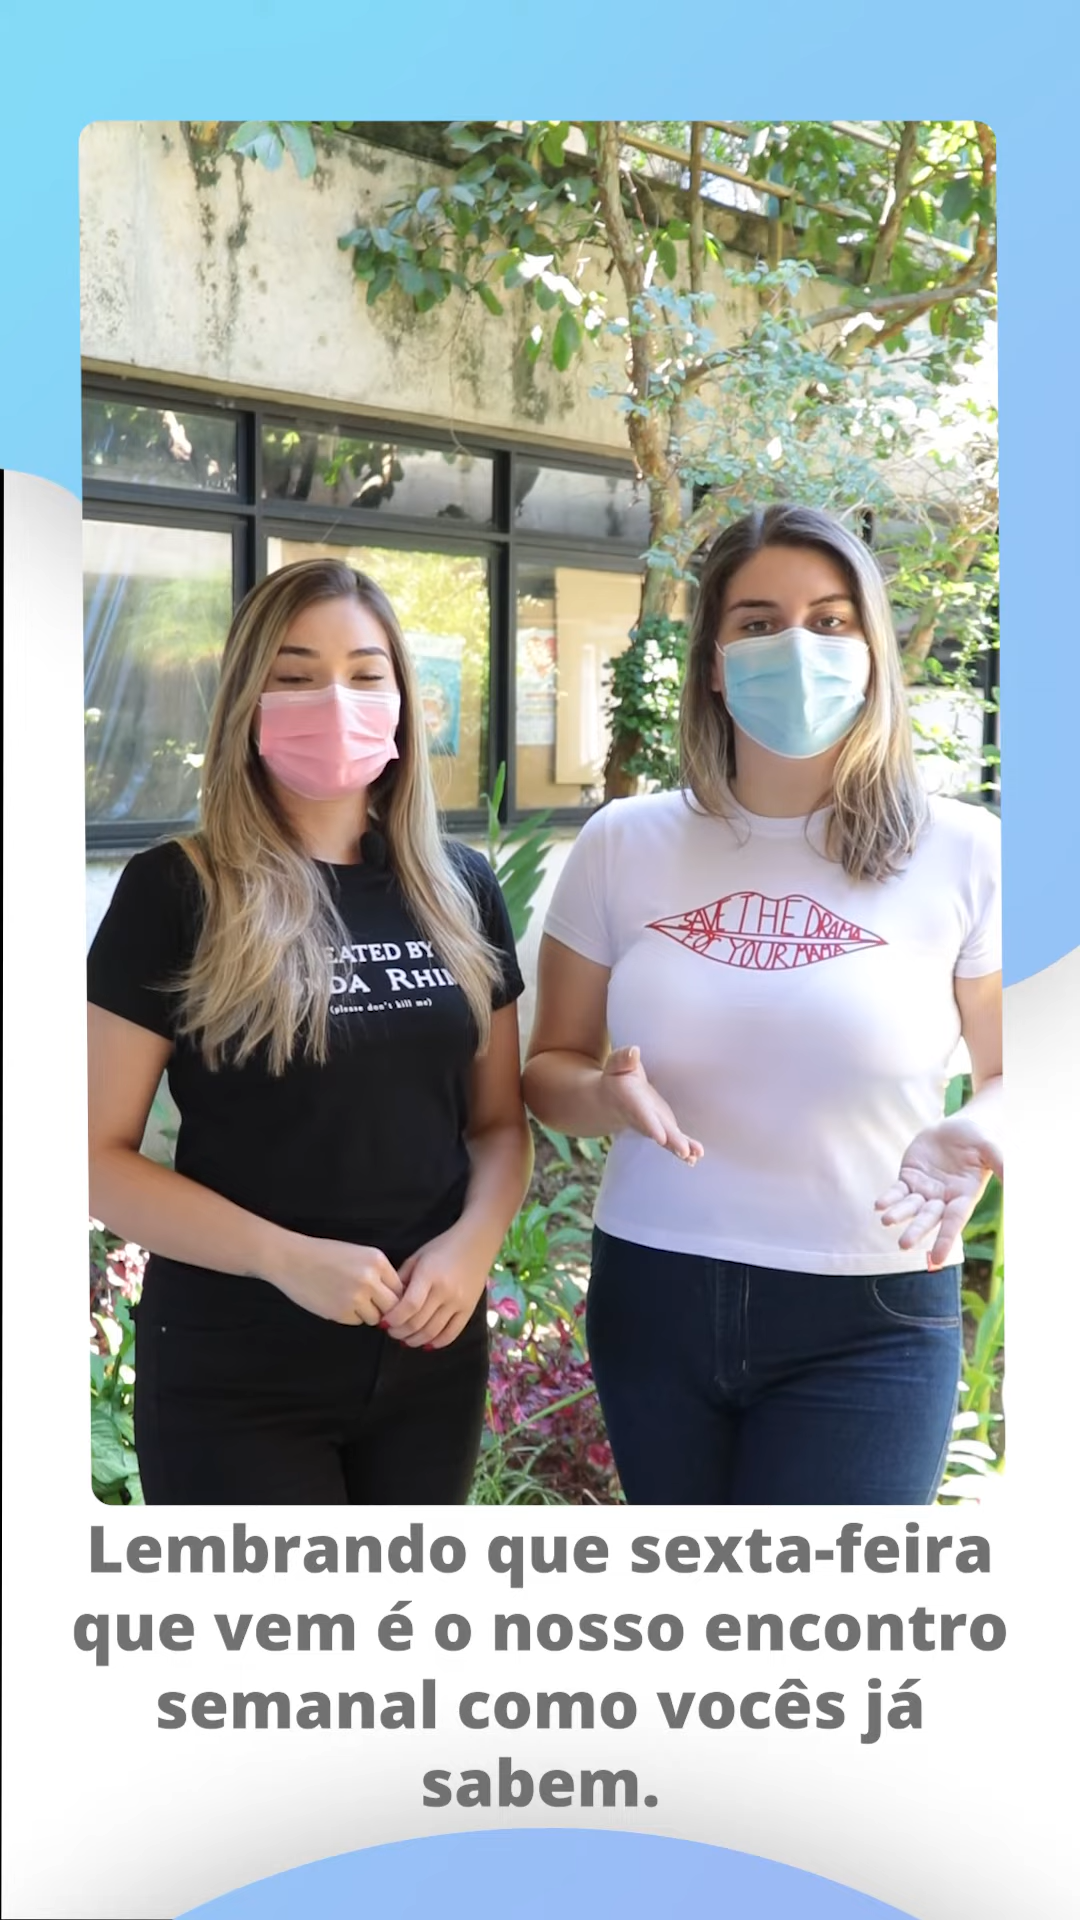 EATED BY
DA RHI
(please don't kill me)
SAVE THE DRAMA
FOR YOUR MAMA
Lembrando que sexta-feira
que vem é o nosso encontro
semanal como vocês já
sabem.